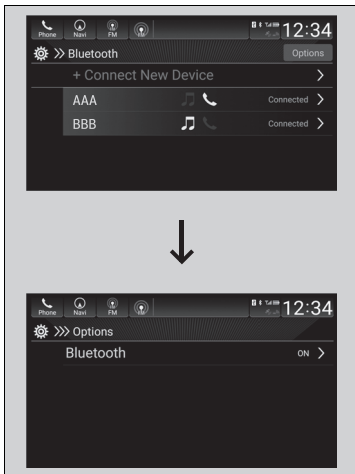 Phone Navi FM 12:34
Bluetooth Options
+ Connect New Device
AAA Connected
BBB Connected
Phone Navi FM 12:34
Options
Bluetooth ON